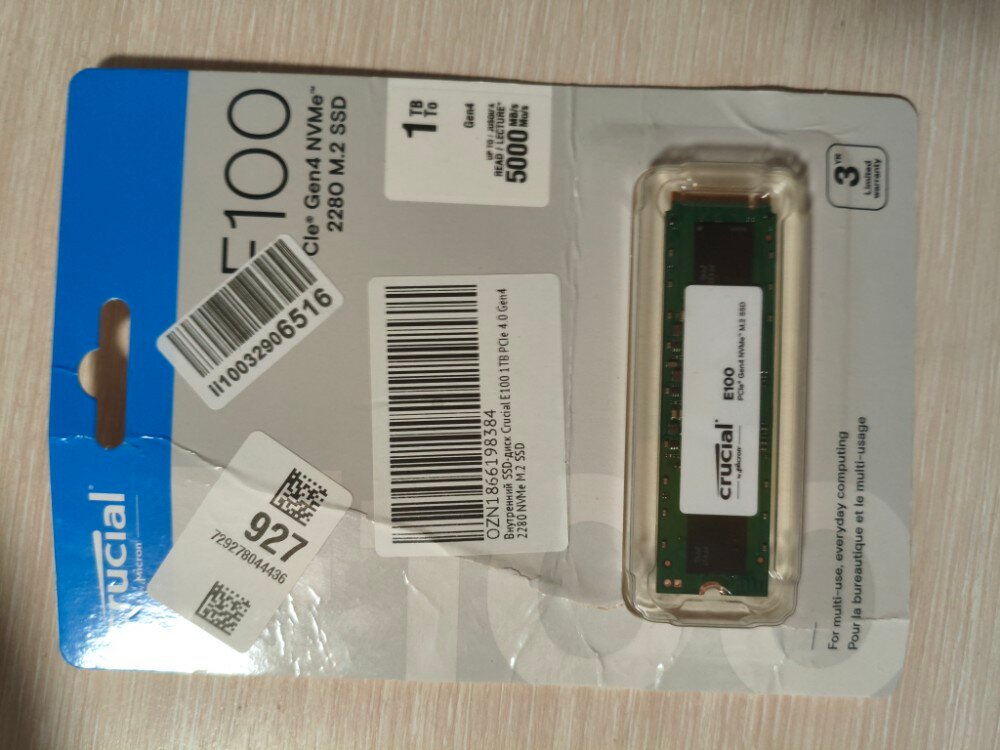 E100
PCIe® Gen4 NVMe™
2280 M.2 SSD
1 TB
To
Gen4
UP TO / JUSQU'À
READ / LECTURE
5000 MB/s
Mo/s
3 YR
Limited
warranty
II1003290 6516
OZN1866198384
Внутренний SSD-диск Crucial E100 1TB PCIe 4.0 Gen4
2280 NVMe M.2 SSD
927
729278044436
crucial
by Micron
crucial
by Micron
E100
PCIe® Gen4 NVMe™ M.2 SSD
For multi-use, everyday computing
Pour la bureautique et le multi-usage